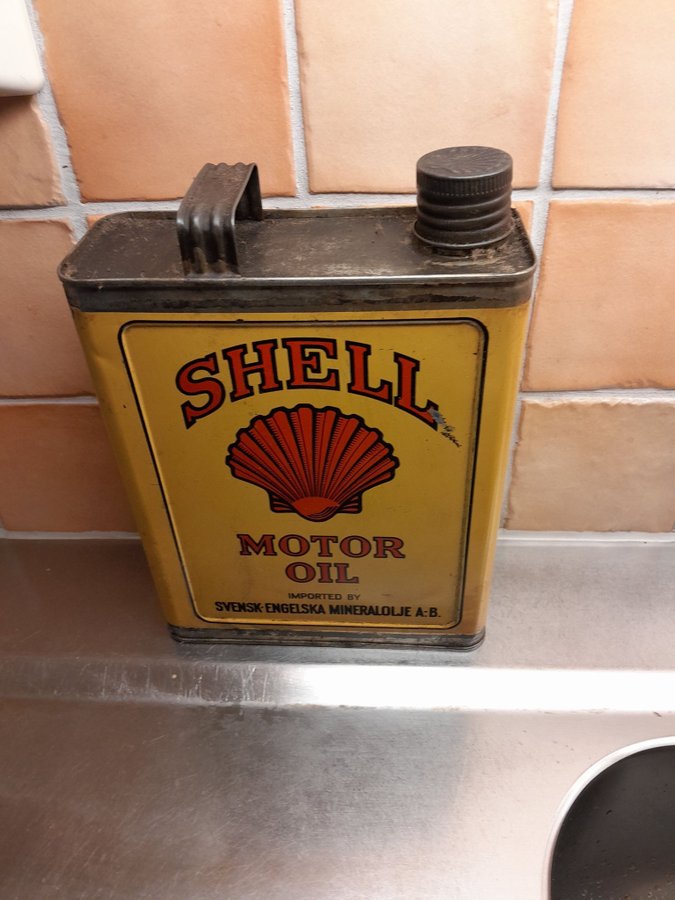 SHELL
MOTOR
OIL
IMPORTED BY
SVENSK-ENGELSKA MINERALOLJE A-B.